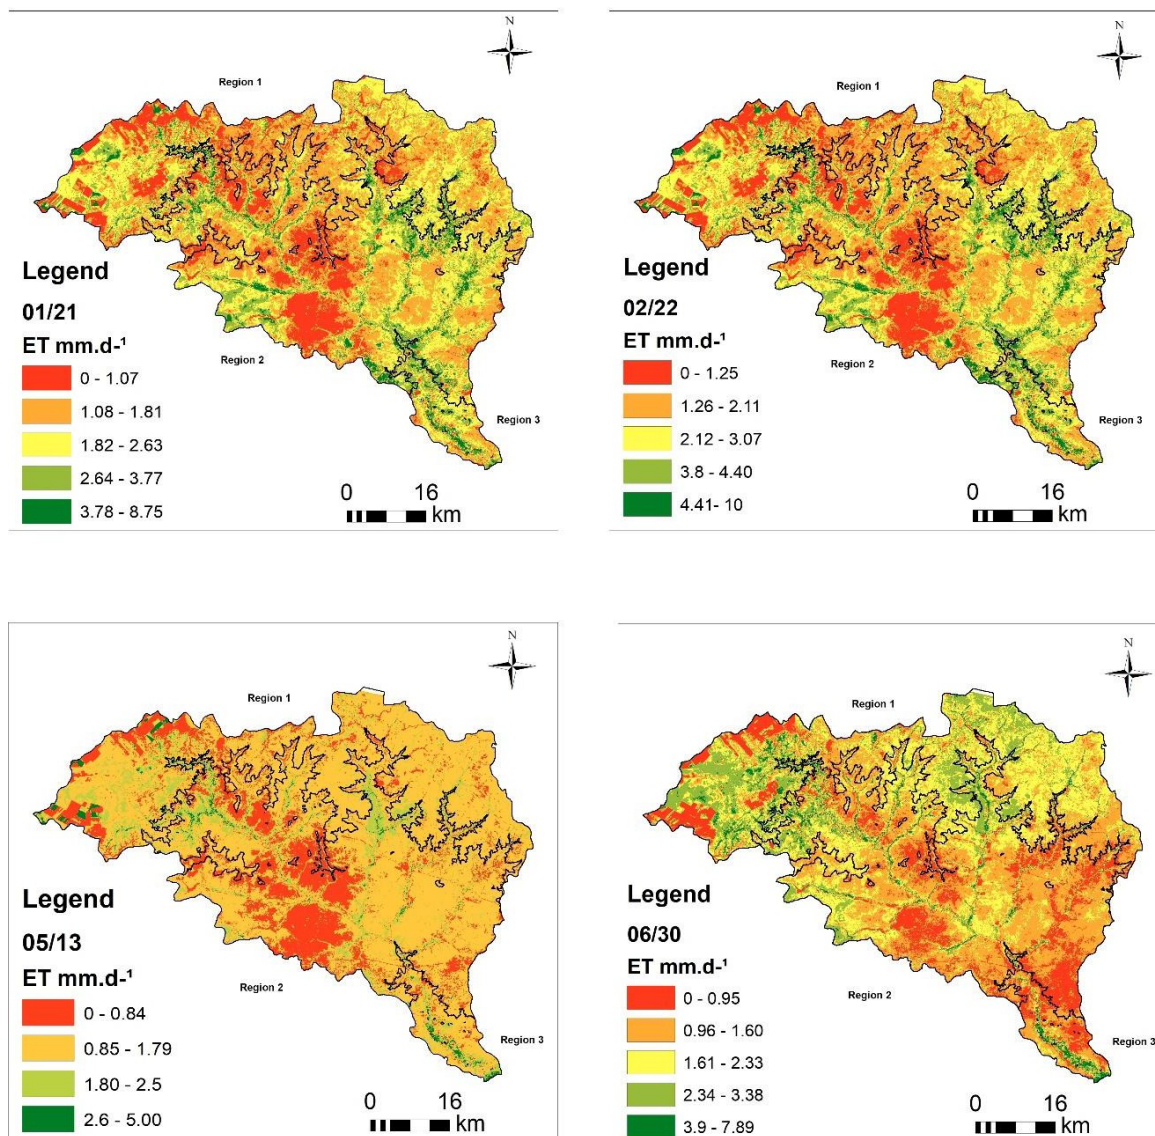 N
Region 1
Legend
01/21
ET mm.d-¹
Region 2
0 - 1.07
1.08 - 1.81
1.82 - 2.63
2.64 - 3.77
3.78 - 8.75
Region 3
0 16
km
N
Region 1
Legend
02/22
ET mm.d-¹
Region 2
0 - 1.25
1.26 - 2.11
2.12 - 3.07
3.8 - 4.40
4.41- 10
Region 3
0 16
km
N
Region 1
Legend
05/13
ET mm.d-¹
Region 2
0 - 0.84
0.85 - 1.79
1.80 - 2.5
2.6 - 5.00
Region 3
0 16
km
N
Region 1
Legend
06/30
ET mm.d-¹
Region 2
0 - 0.95
0.96 - 1.60
1.61 - 2.33
2.34 - 3.38
3.9 - 7.89
Region 3
0 16
km